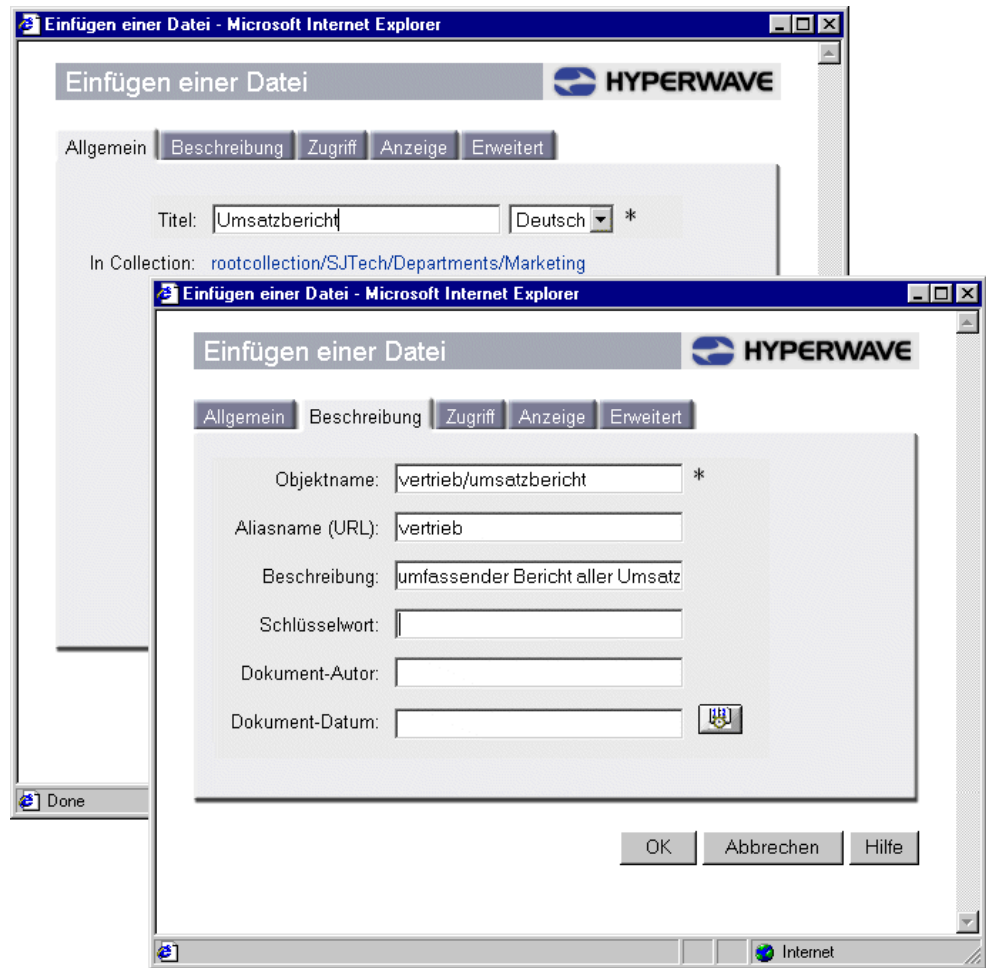 Einfügen einer Datei - Microsoft Internet Explorer
Einfügen einer Datei HYPERWAVE
Allgemein Beschreibung Zugriff Anzeige Erweitert
Titel: Umsatzbericht Deutsch *
In Collection: rootcollection/SJTech/Departments/Marketing
Done
Einfügen einer Datei - Microsoft Internet Explorer
Einfügen einer Datei HYPERWAVE
Allgemein Beschreibung Zugriff Anzeige Erweitert
Objektname: vertrieb/umsatzbericht *
Aliasname (URL): vertrieb
Beschreibung: umfassender Bericht aller Umsatz
Schlüsselwort:
Dokument-Autor:
Dokument-Datum:
OK Abbrechen Hilfe
Internet